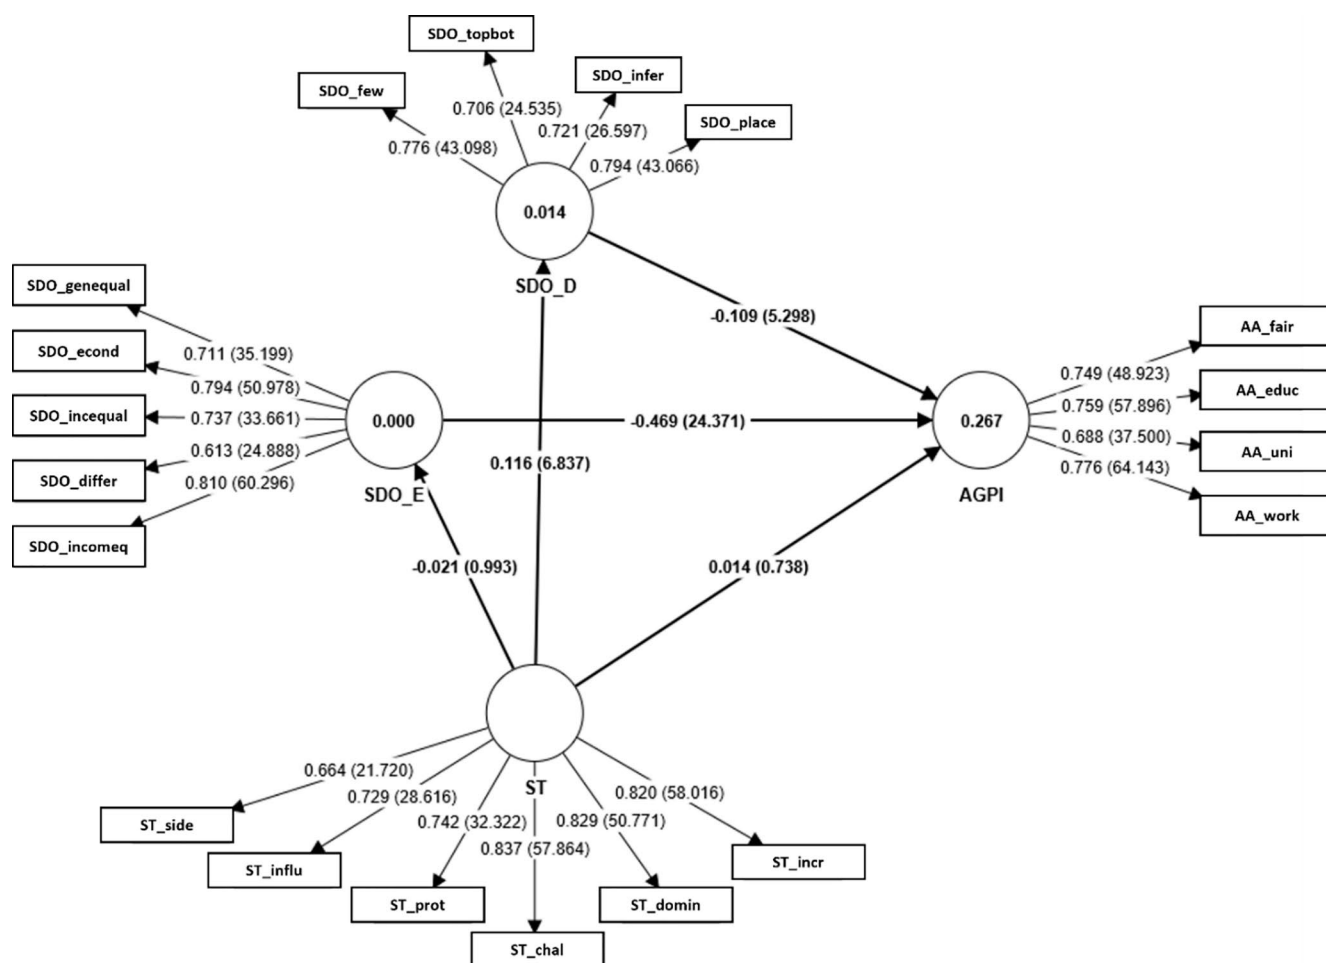 SDO_topbot
SDO_few
SDO_infer
SDO_place
0.706 (24.535)
0.721 (26.597)
0.776 (43.098)
0.794 (43.066)
0.014
SDO_D
SDO_genequal
SDO_econd
SDO_incequal
SDO_differ
SDO_incomeq
0.711 (35.199)
0.794 (50.978)
0.737 (33.661)
0.613 (24.888)
0.810 (60.296)
0.000
SDO_E
-0.109 (5.298)
-0.469 (24.371)
0.116 (6.837)
-0.021 (0.993)
0.014 (0.738)
0.267
AGPI
0.749 (48.923)
0.759 (57.896)
0.688 (37.500)
0.776 (64.143)
AA_fair
AA_educ
AA_uni
AA_work
ST
0.664 (21.720)
0.729 (28.616)
0.742 (32.322)
0.837 (57.864)
0.829 (50.771)
0.820 (58.016)
ST_side
ST_influ
ST_prot
ST_chal
ST_domin
ST_incr